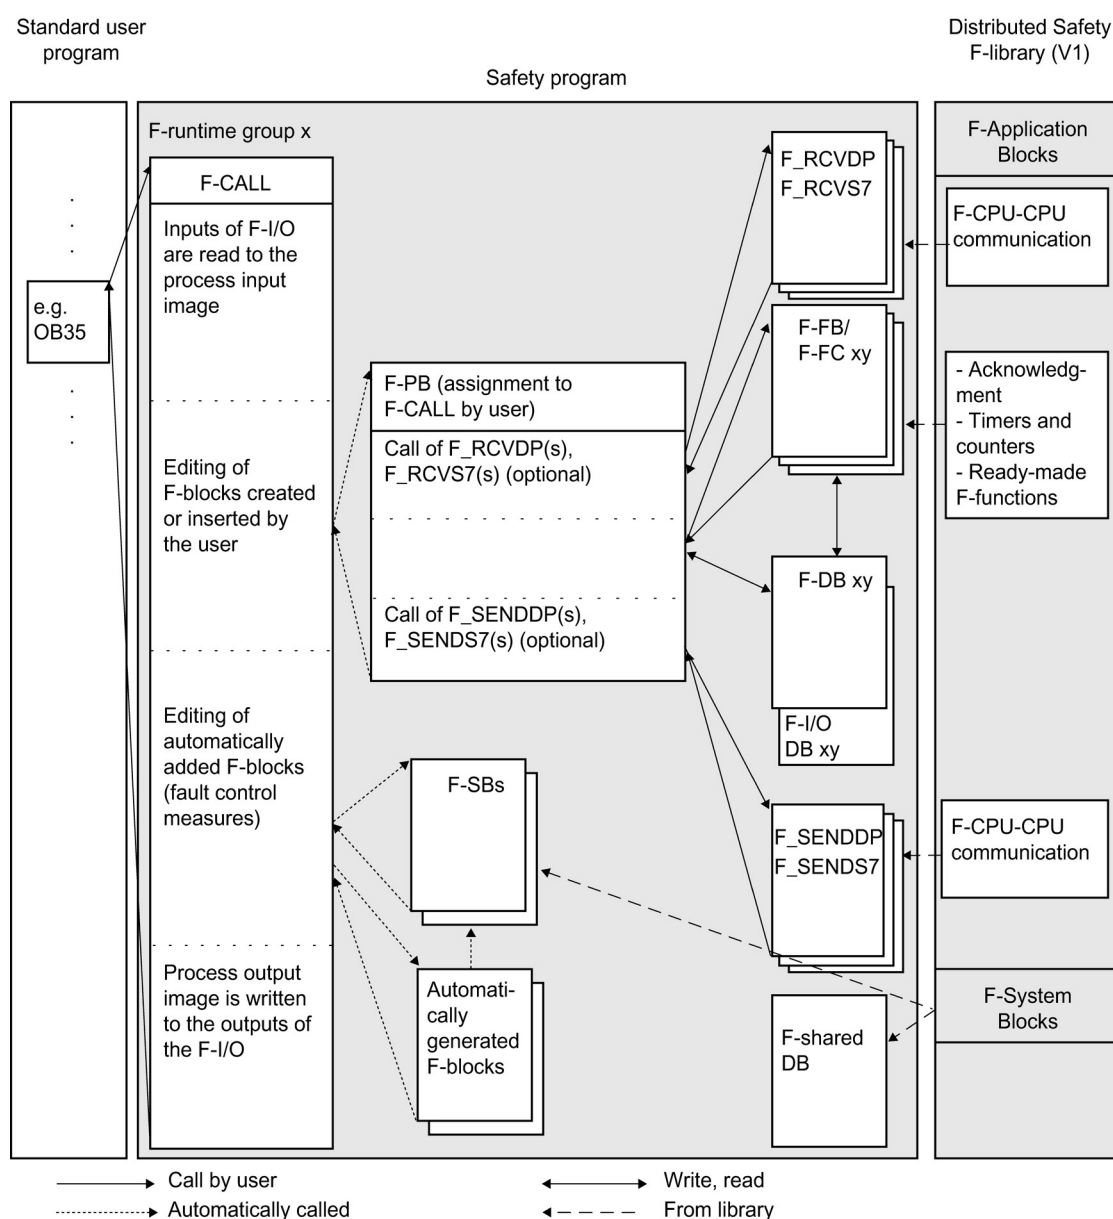 Standard user
program
Distributed Safety
F-library (V1)
Safety program
F-runtime group x
F-CALL
Inputs of F-I/O
are read to the
process input
image
Editing of
F-blocks created
or inserted by
the user
Editing of
automatically
added F-blocks
(fault control
measures)
Process output
image is written
to the outputs of
the F-I/O
e.g.
OB35
F-PB (assignment to
F-CALL by user)
Call of F_RCVDP(s),
F_RCVS7(s) (optional)
Call of F_SENDDP(s),
F_SENDS7(s) (optional)
F-SBs
Automati-
cally
generated
F-blocks
F_RCVDP
F_RCVS7
F-FB/
F-FC xy
F-DB xy
F-I/O
DB xy
F_SENDDP
F_SENDS7
F-shared
DB
F-Application
Blocks
F-CPU-CPU
communication
- Acknowledg-
ment
- Timers and
counters
- Ready-made
F-functions
F-CPU-CPU
communication
F-System
Blocks
Call by user
Write, read
Automatically called
From library